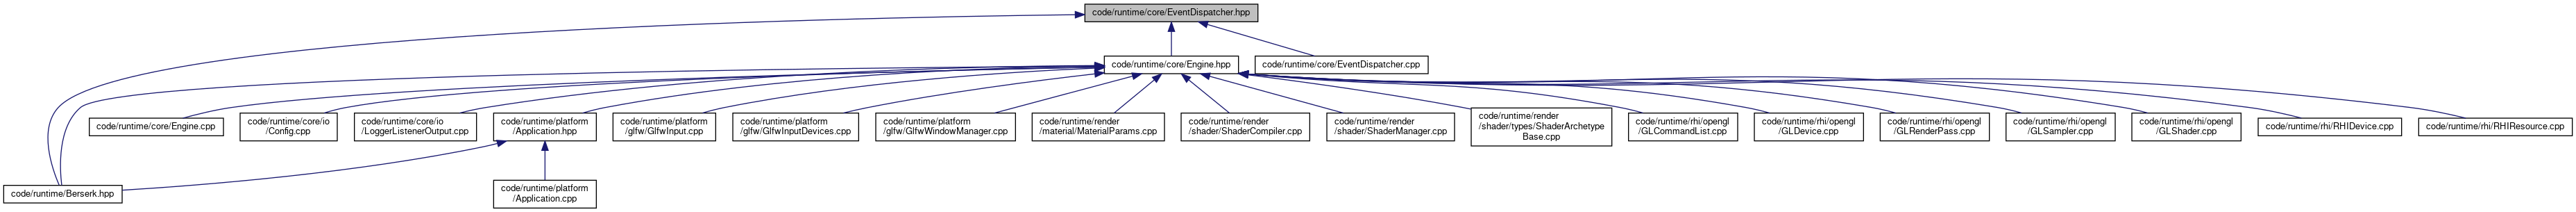 code/runtime/core/EventDispatcher.hpp
code/runtime/core/Engine.hpp
code/runtime/core/EventDispatcher.cpp
code/runtime/core/Engine.cpp
code/runtime/core/io
/Config.cpp
code/runtime/core/io
/LoggerListenerOutput.cpp
code/runtime/platform
/Application.hpp
code/runtime/platform
/glfw/GlfwInput.cpp
code/runtime/platform
/glfw/GlfwInputDevices.cpp
code/runtime/platform
/glfw/GlfwWindowManager.cpp
code/runtime/render
/material/MaterialParams.cpp
code/runtime/render
/shader/ShaderCompiler.cpp
code/runtime/render
/shader/ShaderManager.cpp
code/runtime/render
/shader/types/ShaderArchetype
Base.cpp
code/runtime/rhi/opengl
/GLCommandList.cpp
code/runtime/rhi/opengl
/GLDevice.cpp
code/runtime/rhi/opengl
/GLRenderPass.cpp
code/runtime/rhi/opengl
/GLSampler.cpp
code/runtime/rhi/opengl
/GLShader.cpp
code/runtime/rhi/RHIDevice.cpp
code/runtime/rhi/RHIResource.cpp
code/runtime/Berserk.hpp
code/runtime/platform
/Application.cpp